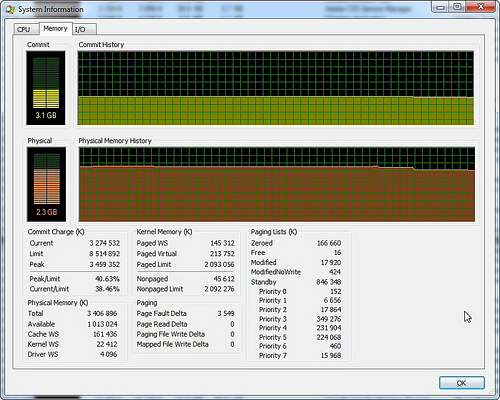 System Information
CPU Memory I/O
Commit Commit History
3.1 GB
Physical Physical Memory History
2.3 GB
Commit Charge (K)
Current 3 274 532
Limit 8 514 892
Peak 3 459 352
Peak/Limit 40.63%
Current/Limit 38.46%
Physical Memory (K)
Total 3 406 896
Available 1 013 024
Cache WS 161 436
Kernel WS 22 412
Driver WS 4 096
Kernel Memory (K)
Paged WS 145 312
Paged Virtual 213 752
Paged Limit 2 093 056
Nonpaged 45 612
Nonpaged Limit 2 092 276
Paging
Page Fault Delta 3 549
Page Read Delta 0
Paging File Write Delta 0
Mapped File Write Delta 0
Paging Lists (K)
Zeroed 166 660
Free 16
Modified 17 920
ModifiedNoWrite 424
Standby 846 348
Priority 0 152
Priority 1 6 656
Priority 2 17 864
Priority 3 349 276
Priority 4 231 904
Priority 5 224 068
Priority 6 460
Priority 7 15 968
OK